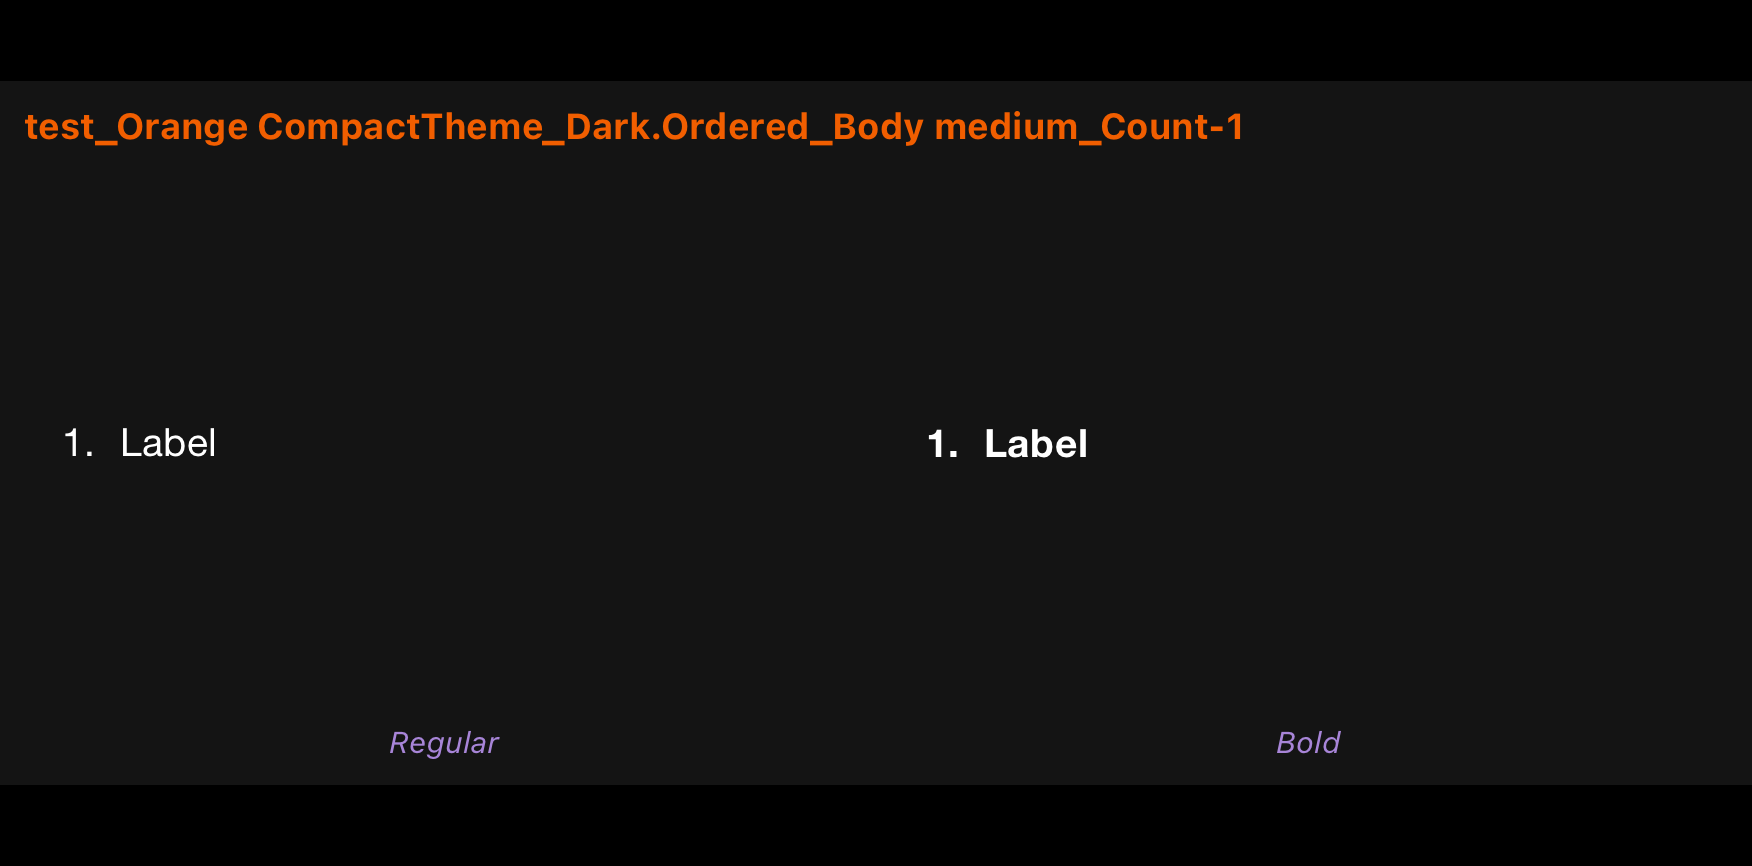 test_Orange CompactTheme_Dark.Ordered_Body medium_Count-1
1. Label
1. Label
Regular
Bold